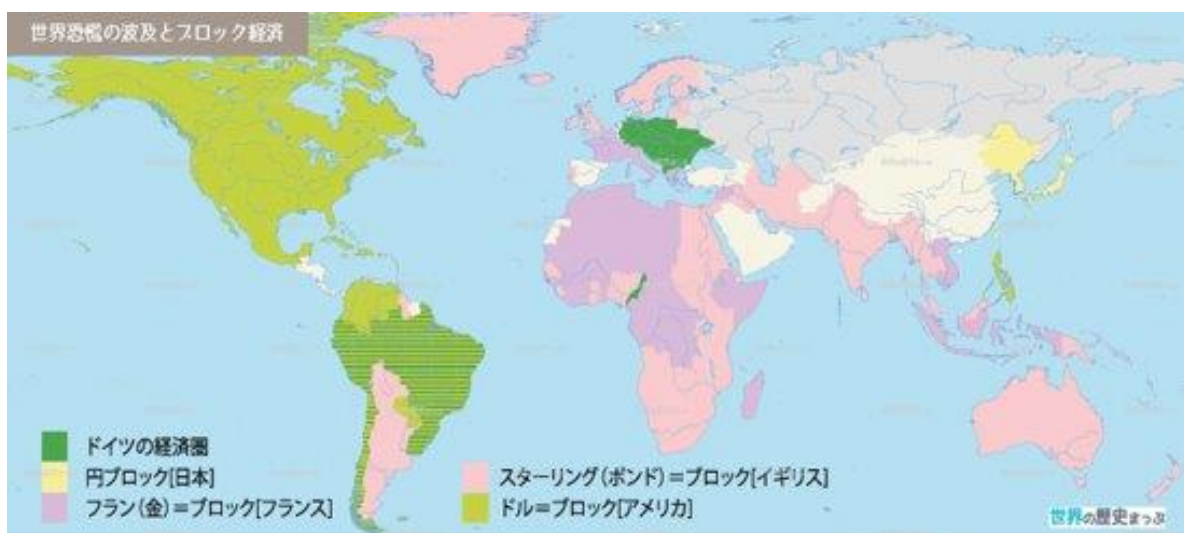 世界恐慌の波及とブロック経済
ドイツの経済圏
円ブロック[日本]
フラン(金)=ブロック[フランス]
スターリング(ポンド)=ブロック[イギリス]
ドル=ブロック[アメリカ]
世界の歴史まっぷ